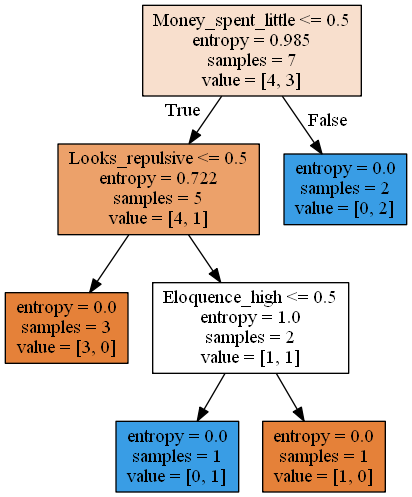 Money_spent_little <= 0.5
entropy = 0.985
samples = 7
value = [4, 3]
True
False
Looks_repulsive <= 0.5
entropy = 0.722
samples = 5
value = [4, 1]
entropy = 0.0
samples = 2
value = [0, 2]
entropy = 0.0
samples = 3
value = [3, 0]
Eloquence_high <= 0.5
entropy = 1.0
samples = 2
value = [1, 1]
entropy = 0.0
samples = 1
value = [0, 1]
entropy = 0.0
samples = 1
value = [1, 0]